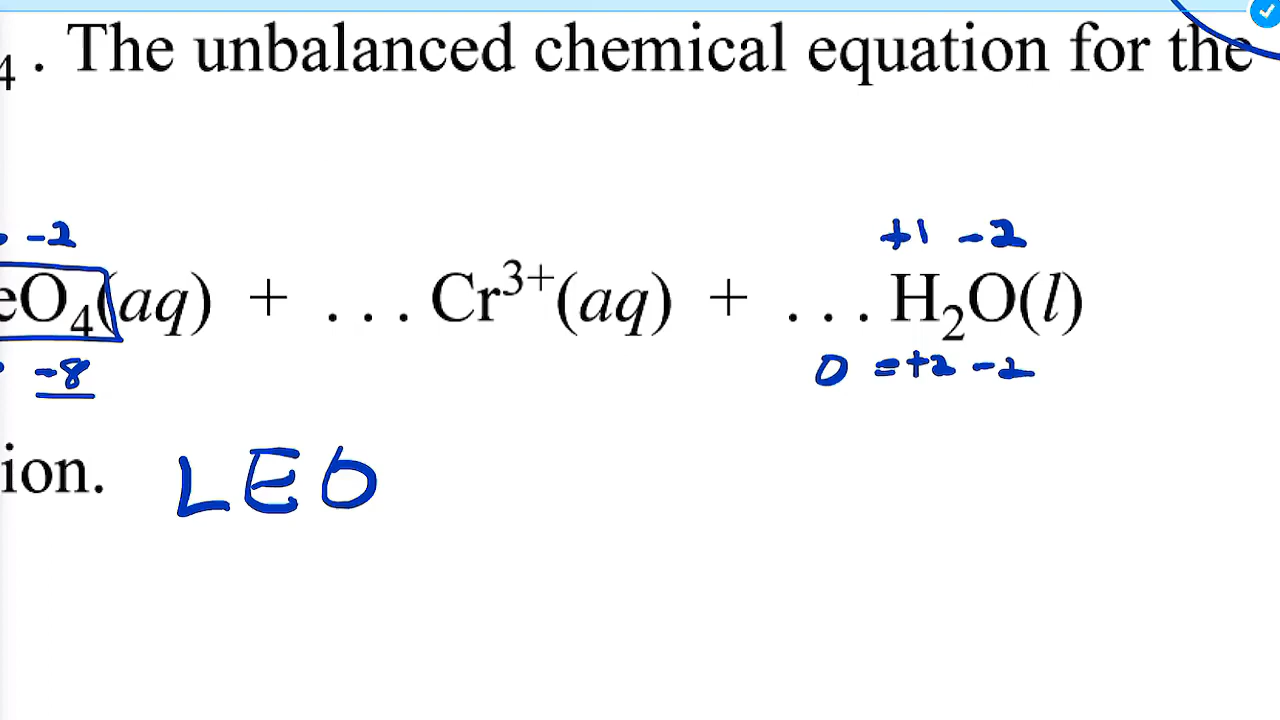 4 . The unbalanced chemical equation for the
-2 +1 -2
eO4(aq) + . . . Cr3+(aq) + . . . H2O(l)
-8 0 = +2 -2
ion. LEO